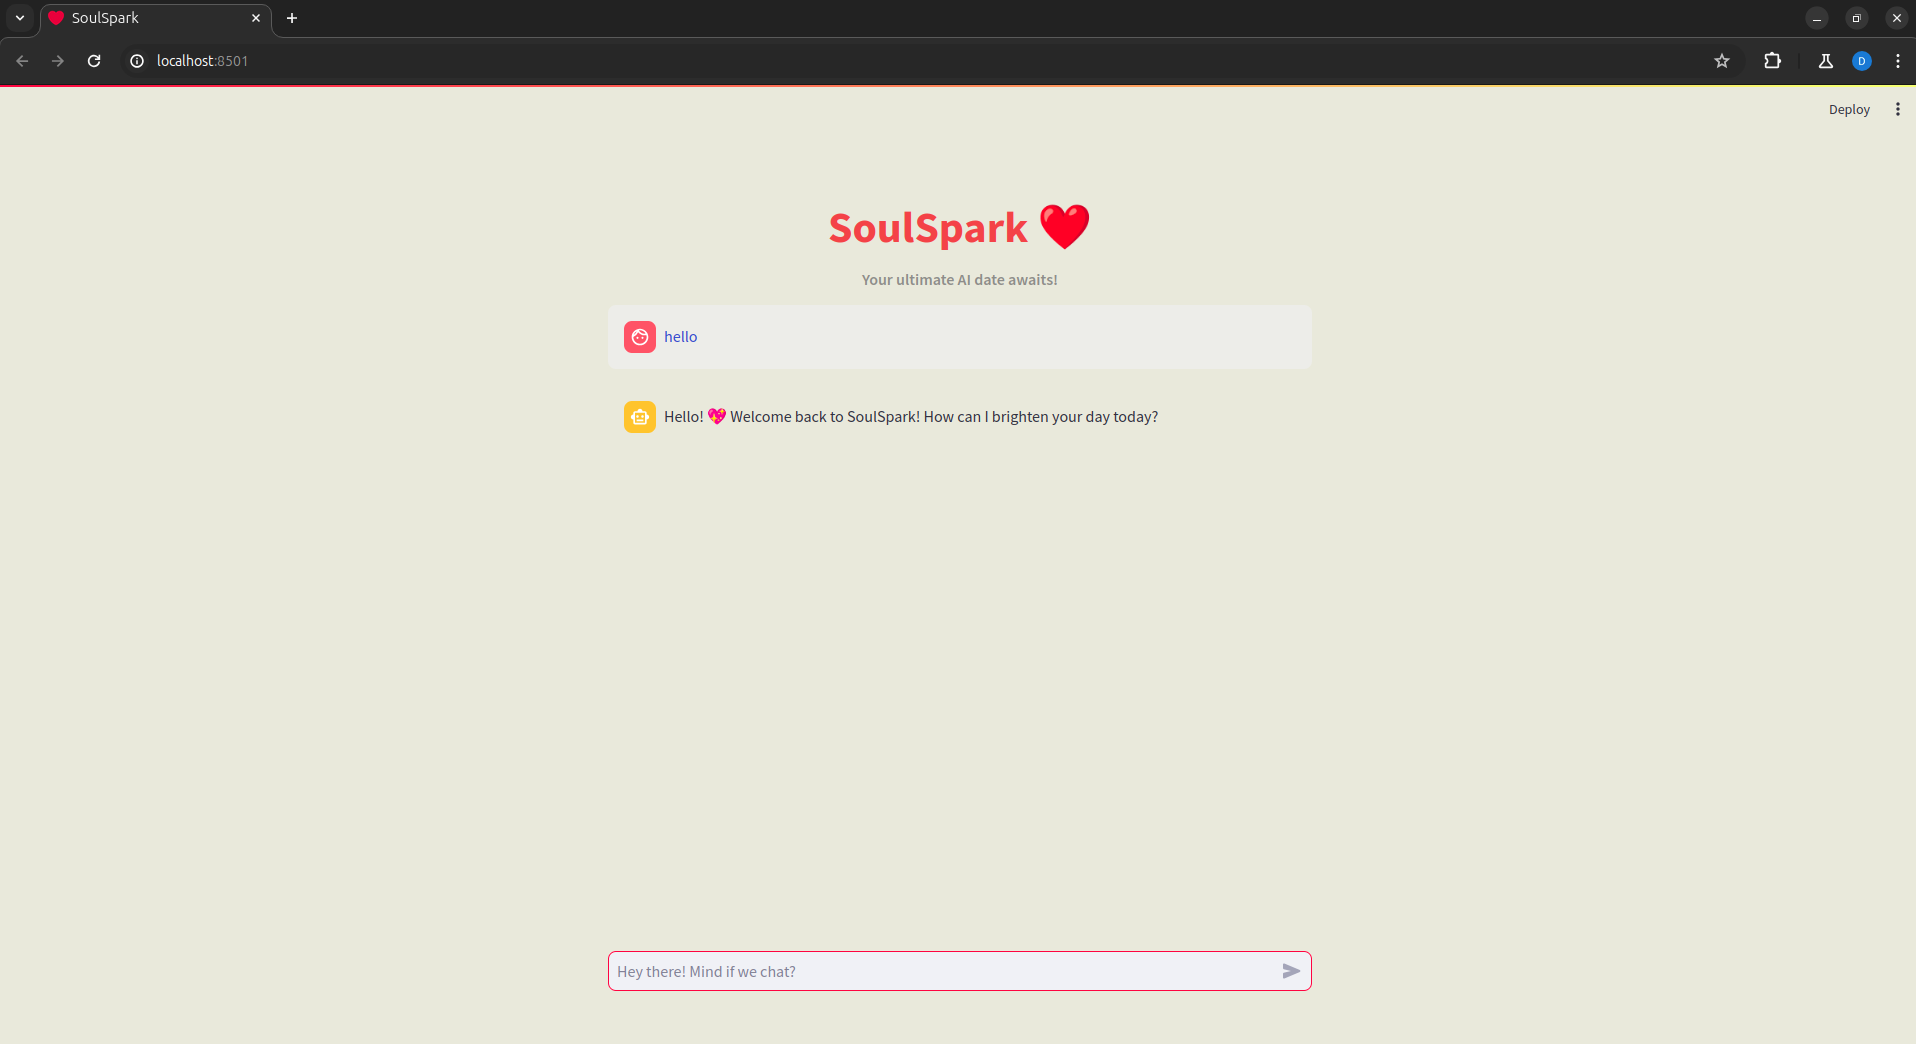 SoulSpark
localhost:8501
D
Deploy
SoulSpark ❤️
Your ultimate AI date awaits!
hello
Hello! 💖 Welcome back to SoulSpark! How can I brighten your day today?
Hey there! Mind if we chat?